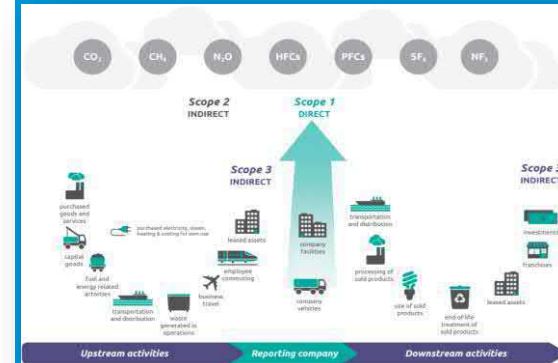 CO₂ CH₄ N₂O HFCs PFCs SF₆ NF₃
Scope 2
INDIRECT
Scope 1
DIRECT
Scope 3
INDIRECT
Scope 3
INDIRECT
purchased
goods and
services
capital
goods
fuel and
energy related
activities
purchased electricity, steam,
heating & cooling for own use
transportation
and distribution
waste
generated in
operations
business
travel
employee
commuting
leased assets
company
facilities
company
vehicles
transportation
and distribution
processing of
sold products
use of sold
products
end of life
treatment of
sold products
leased assets
franchises
investments
Upstream activities
Reporting company
Downstream activities